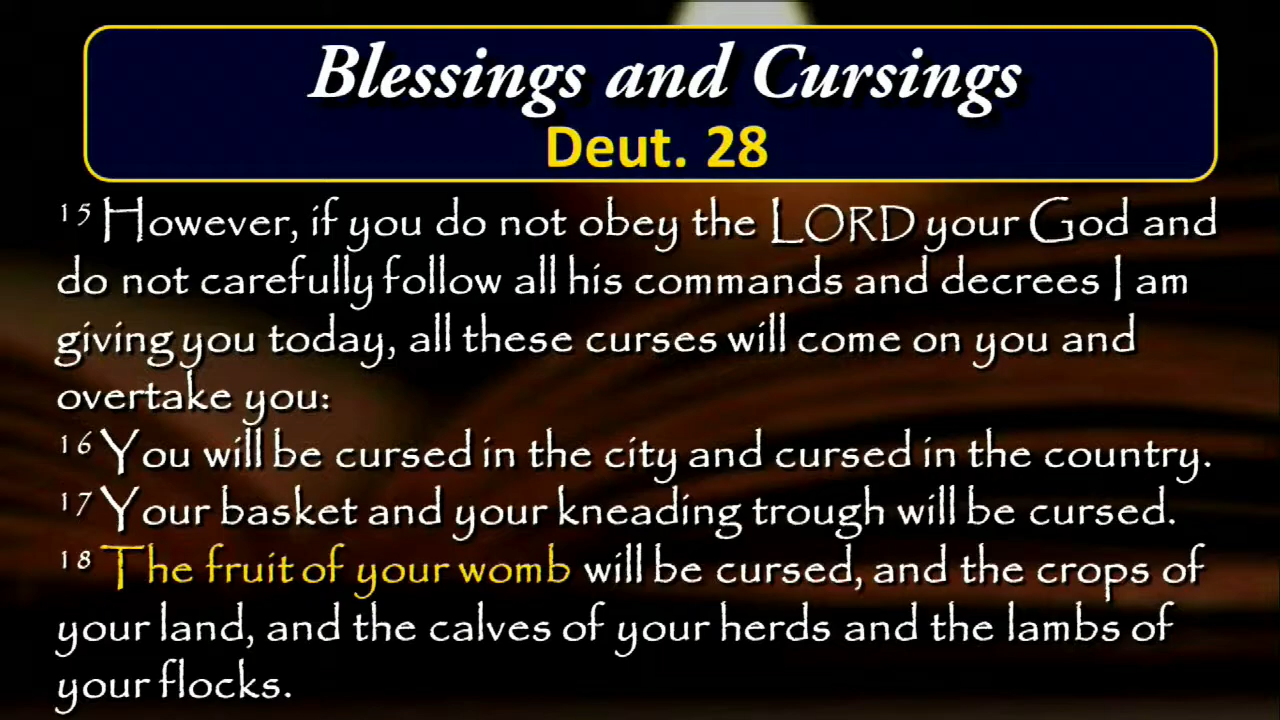 Blessings and Cursings
Deut. 28
15 However, if you do not obey the LORD your God and
do not carefully follow all his commands and decrees I am
giving you today, all these curses will come on you and
overtake you:
16 You will be cursed in the city and cursed in the country.
17 Your basket and your kneading trough will be cursed.
18 The fruit of your womb will be cursed, and the crops of
your land, and the calves of your herds and the lambs of
your flocks.